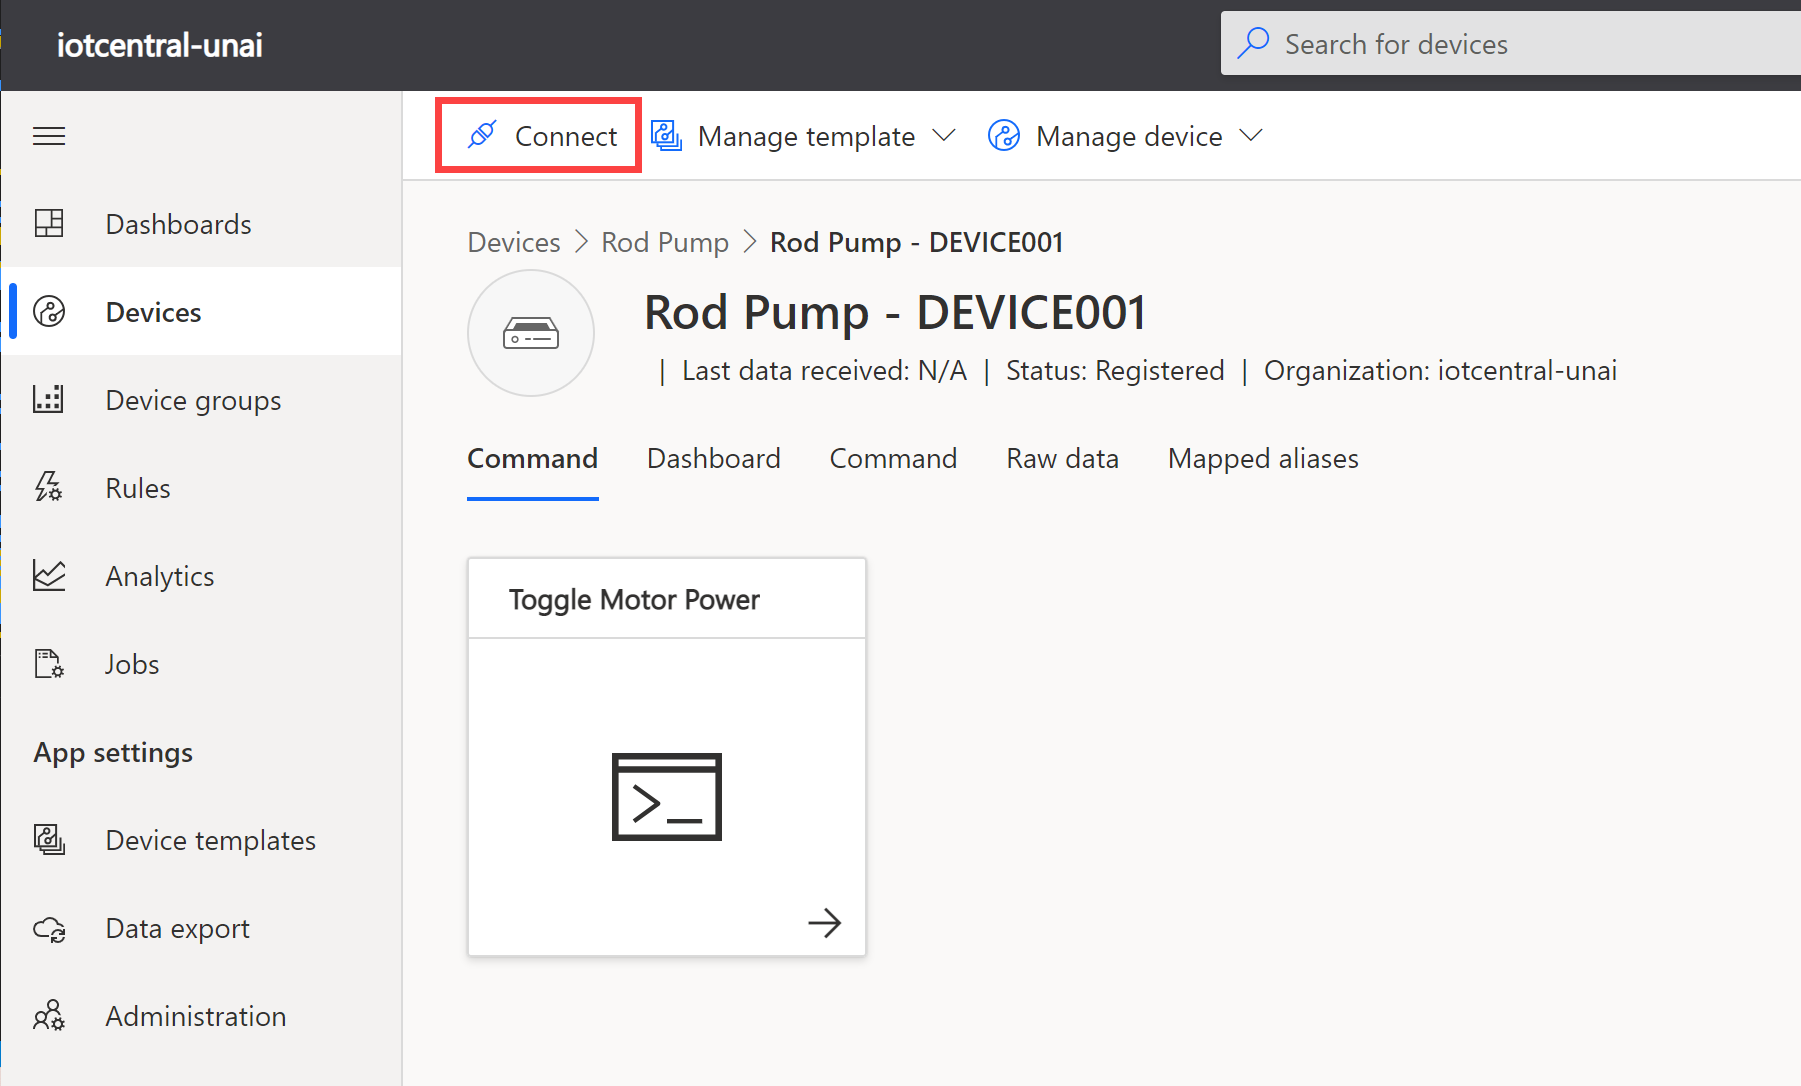 iotcentral-unai
Search for devices
Connect
Manage template
Manage device
Dashboards
Devices
Device groups
Rules
Analytics
Jobs
App settings
Device templates
Data export
Administration
Devices > Rod Pump > Rod Pump - DEVICE001
Rod Pump - DEVICE001
| Last data received: N/A | Status: Registered | Organization: iotcentral-unai
Command Dashboard Command Raw data Mapped aliases
Toggle Motor Power